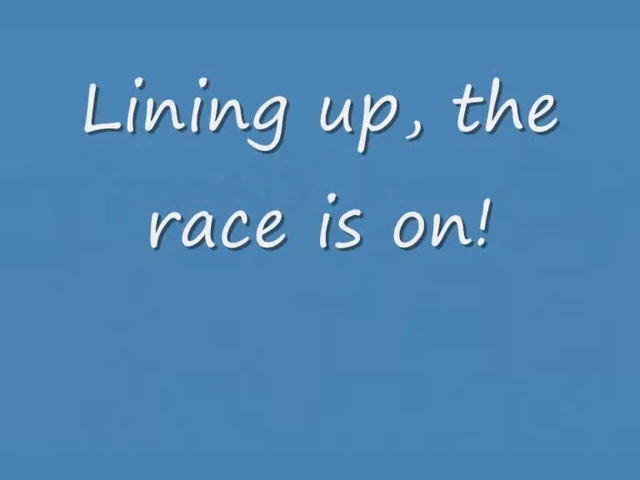 Lining up, the
race is on!